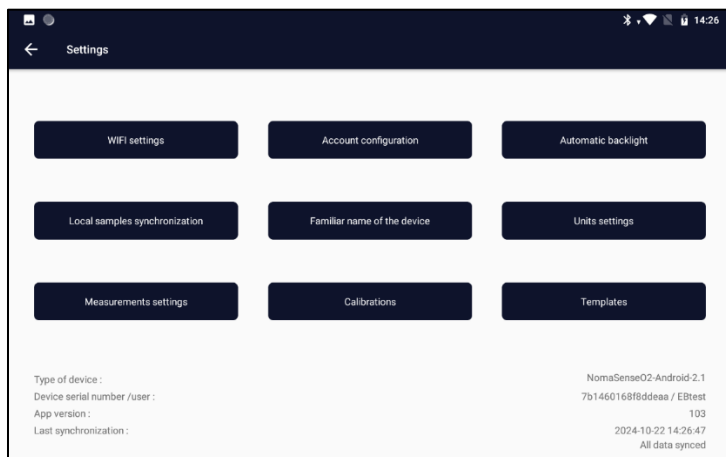 14:26
Settings
WIFI settings
Account configuration
Automatic backlight
Local samples synchronization
Familiar name of the device
Units settings
Measurements settings
Calibrations
Templates
Type of device : NomaSenseO2-Android-2.1
Device serial number /user : 7b1460168f8ddeaa / EBtest
App version : 103
Last synchronization : 2024-10-22 14:26:47
All data synced